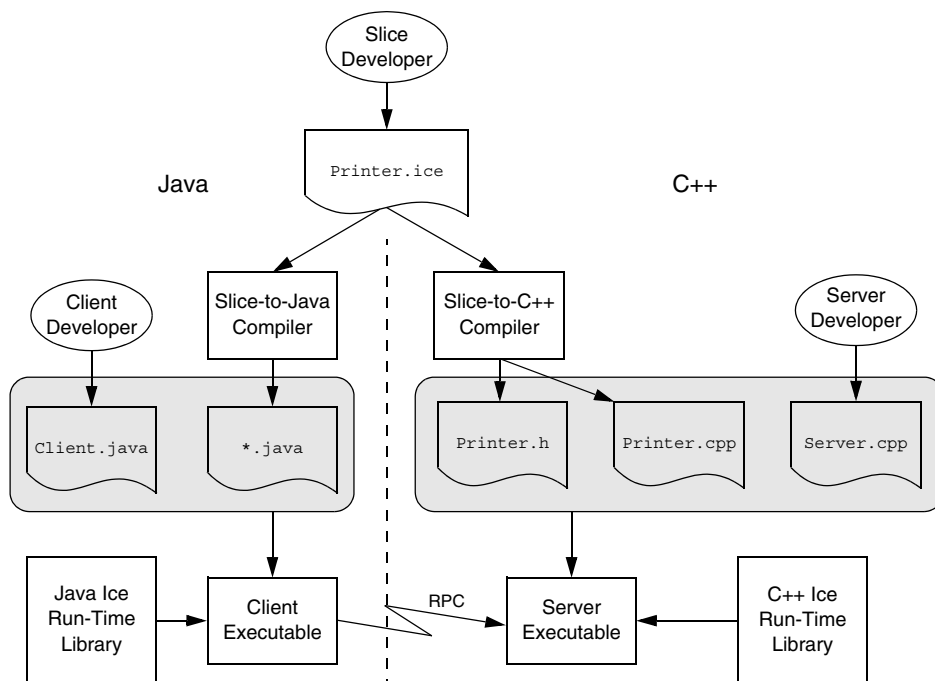 Slice
Developer
Printer.ice
Java
C++
Client
Developer
Slice-to-Java
Compiler
Slice-to-C++
Compiler
Server
Developer
Client.java
*.java
Printer.h
Printer.cpp
Server.cpp
Java Ice
Run-Time
Library
Client
Executable
RPC
Server
Executable
C++ Ice
Run-Time
Library